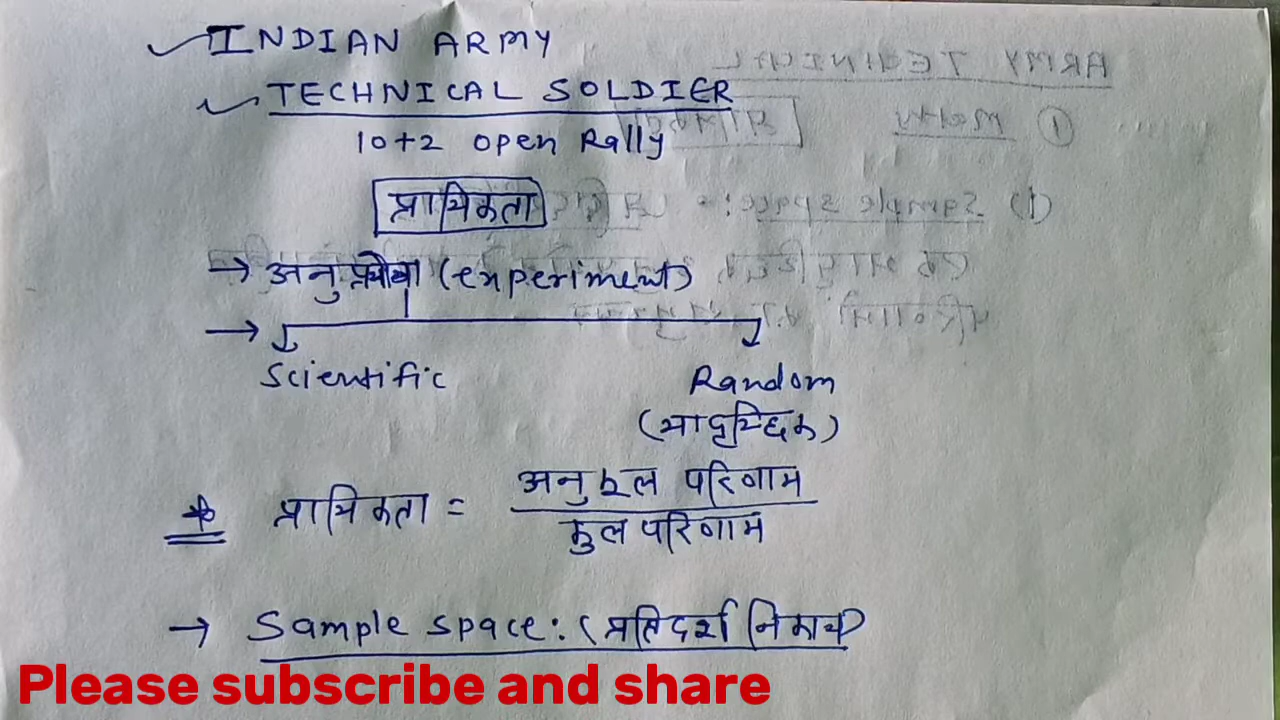 INDIAN ARMY
TECHNICAL SOLDIER
10+2 open Rally
प्रायिकता
→ अनुप्रयोग (experiment)
→
Scientific Random
(यादृच्छिक)
* प्रायिकता = अनुकूल परिणाम
कुल परिणाम
→ Sample space: (प्रतिदर्श निकाय)
Please subscribe and share